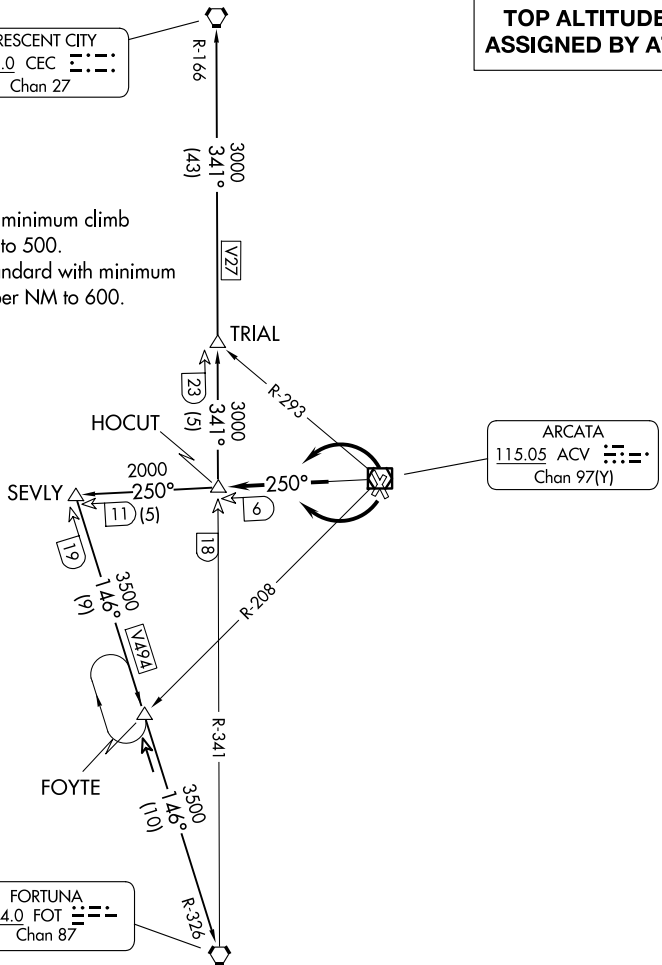 TOP ALTITUDE
ASSIGNED BY AT
RESCENT CITY
.0 CEC
Chan 27
R-166
3000
341°
(43)
minimum climb
to 500.
ndard with minimum
per NM to 600.
V27
TRIAL
23
(5)
3000
341°
R-293
HOCUT
ARCATA
115.05 ACV
Chan 97(Y)
SEVLY
2000
250°
11 (5)
6
250°
19
18
3500
146°
(9)
V494
R-208
R-341
FOYTE
3500
146°
(10)
FORTUNA
4.0 FOT
Chan 87
R-326